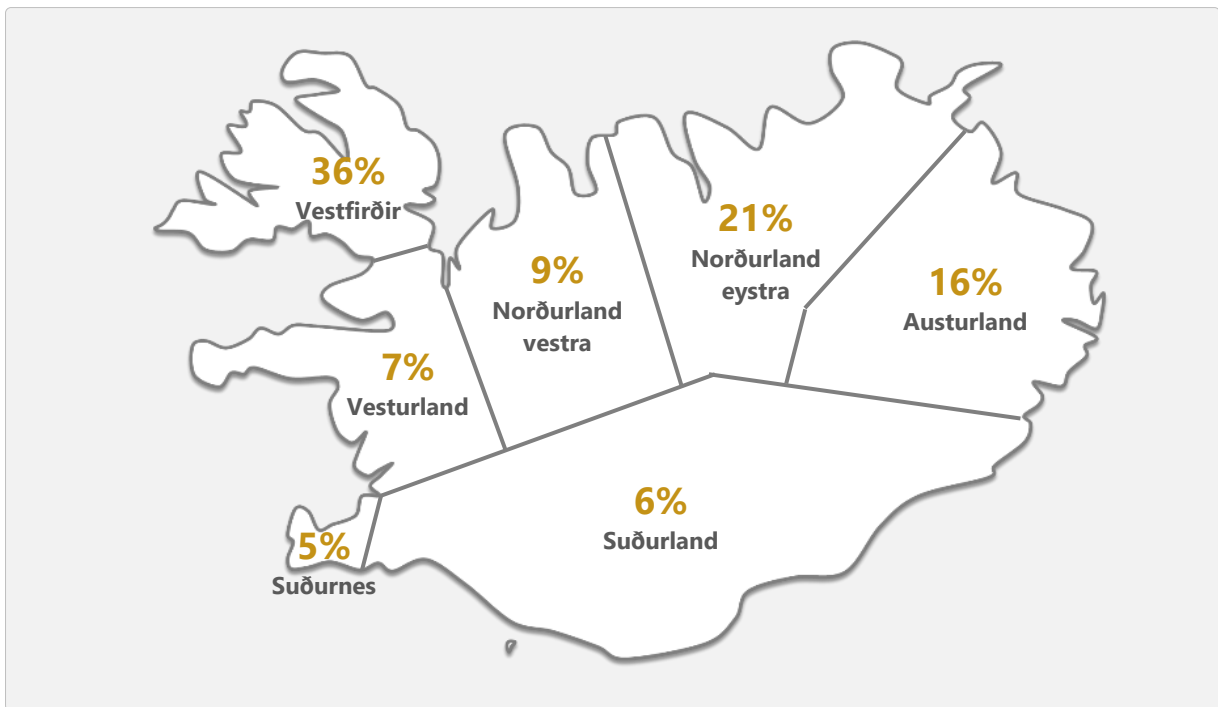 36%
Vestfirðir
21%
Norðurland
eystra
9%
Norðurland
vestra
16%
Austurland
7%
Vesturland
6%
Suðurland
5%
Suðurnes